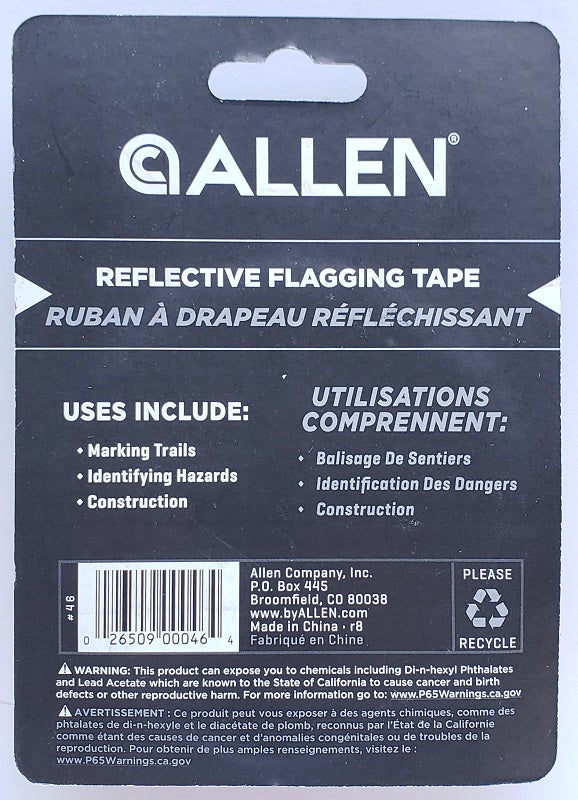 ALLEN®
REFLECTIVE FLAGGING TAPE
RUBAN À DRAPEAU RÉFLÉCHISSANT
USES INCLUDE:
• Marking Trails
• Identifying Hazards
• Construction
UTILISATIONS
COMPRENNENT:
• Balisage De Sentiers
• Identification Des Dangers
• Construction
#46
0 26509 00046 4
Allen Company, Inc.
P.O. Box 445
Broomfield, CO 80038
www.byALLEN.com
Made in China · r8
Fabriqué en Chine
PLEASE
RECYCLE
⚠ WARNING: This product can expose you to chemicals including Di-n-hexyl Phthalates
and Lead Acetate which are known to the State of California to cause cancer and birth
defects or other reproductive harm. For more information go to: www.P65Warnings.ca.gov
⚠ AVERTISSEMENT : Ce produit peut vous exposer à des agents chimiques, comme des
phtalates de di-n-hexyle et le diacétate de plomb, reconnus par l'État de la Californie
comme étant des causes de cancer et d'anomalies congénitales ou de troubles de la
reproduction. Pour obtenir de plus amples renseignements, visitez le :
www.P65Warnings.ca.gov